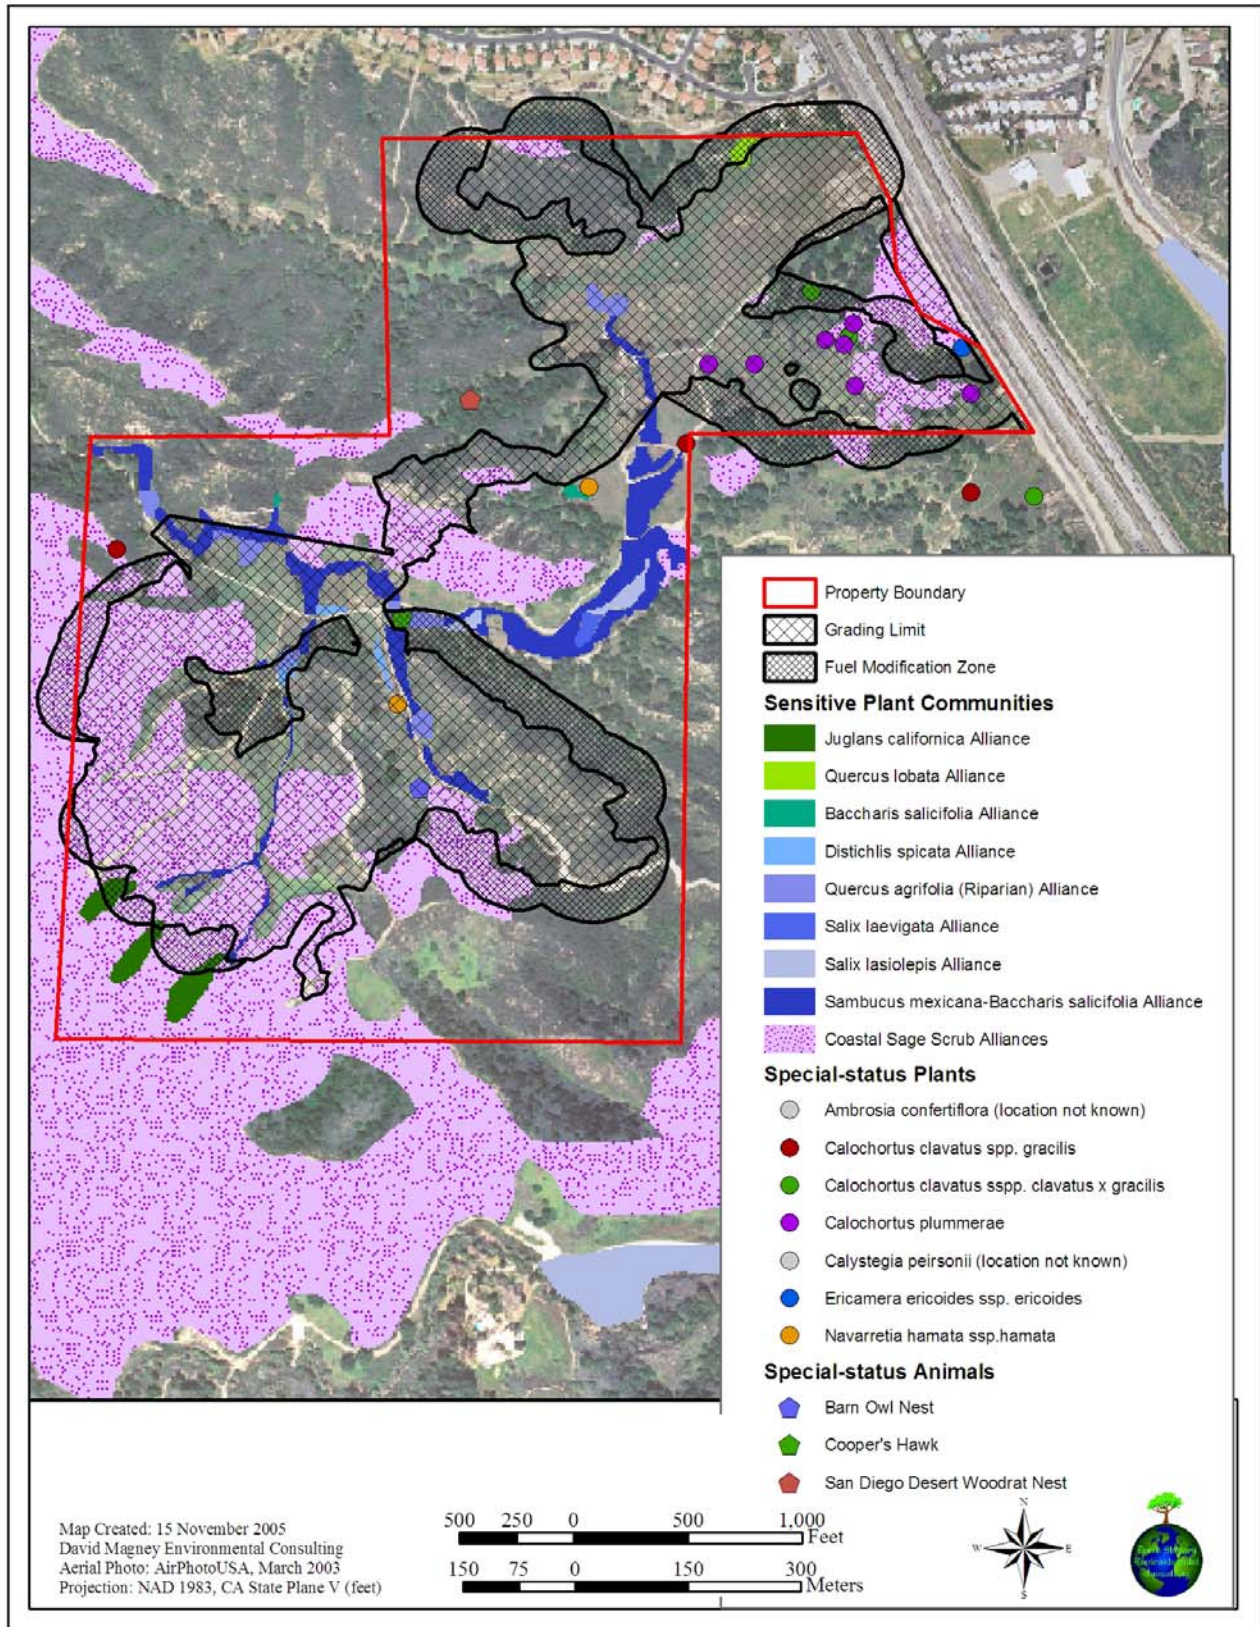 Property Boundary
Grading Limit
Fuel Modification Zone
Sensitive Plant Communities
Juglans californica Alliance
Quercus lobata Alliance
Baccharis salicifolia Alliance
Distichlis spicata Alliance
Quercus agrifolia (Riparian) Alliance
Salix laevigata Alliance
Salix lasiolepis Alliance
Sambucus mexicana-Baccharis salicifolia Alliance
Coastal Sage Scrub Alliances
Special-status Plants
Ambrosia confertiflora (location not known)
Calochortus clavatus spp. gracilis
Calochortus clavatus sspp. clavatus x gracilis
Calochortus plummerae
Calystegia peirsonii (location not known)
Ericamera ericoides ssp. ericoides
Navarretia hamata ssp.hamata
Special-status Animals
Barn Owl Nest
Cooper's Hawk
San Diego Desert Woodrat Nest
Map Created: 15 November 2005
David Magney Environmental Consulting
Aerial Photo: AirPhotoUSA, March 2003
Projection: NAD 1983, CA State Plane V (feet)
500 250 0 500 1,000
Feet
150 75 0 150 300
Meters
N
W E
S
David Magney
Environmental
Consulting